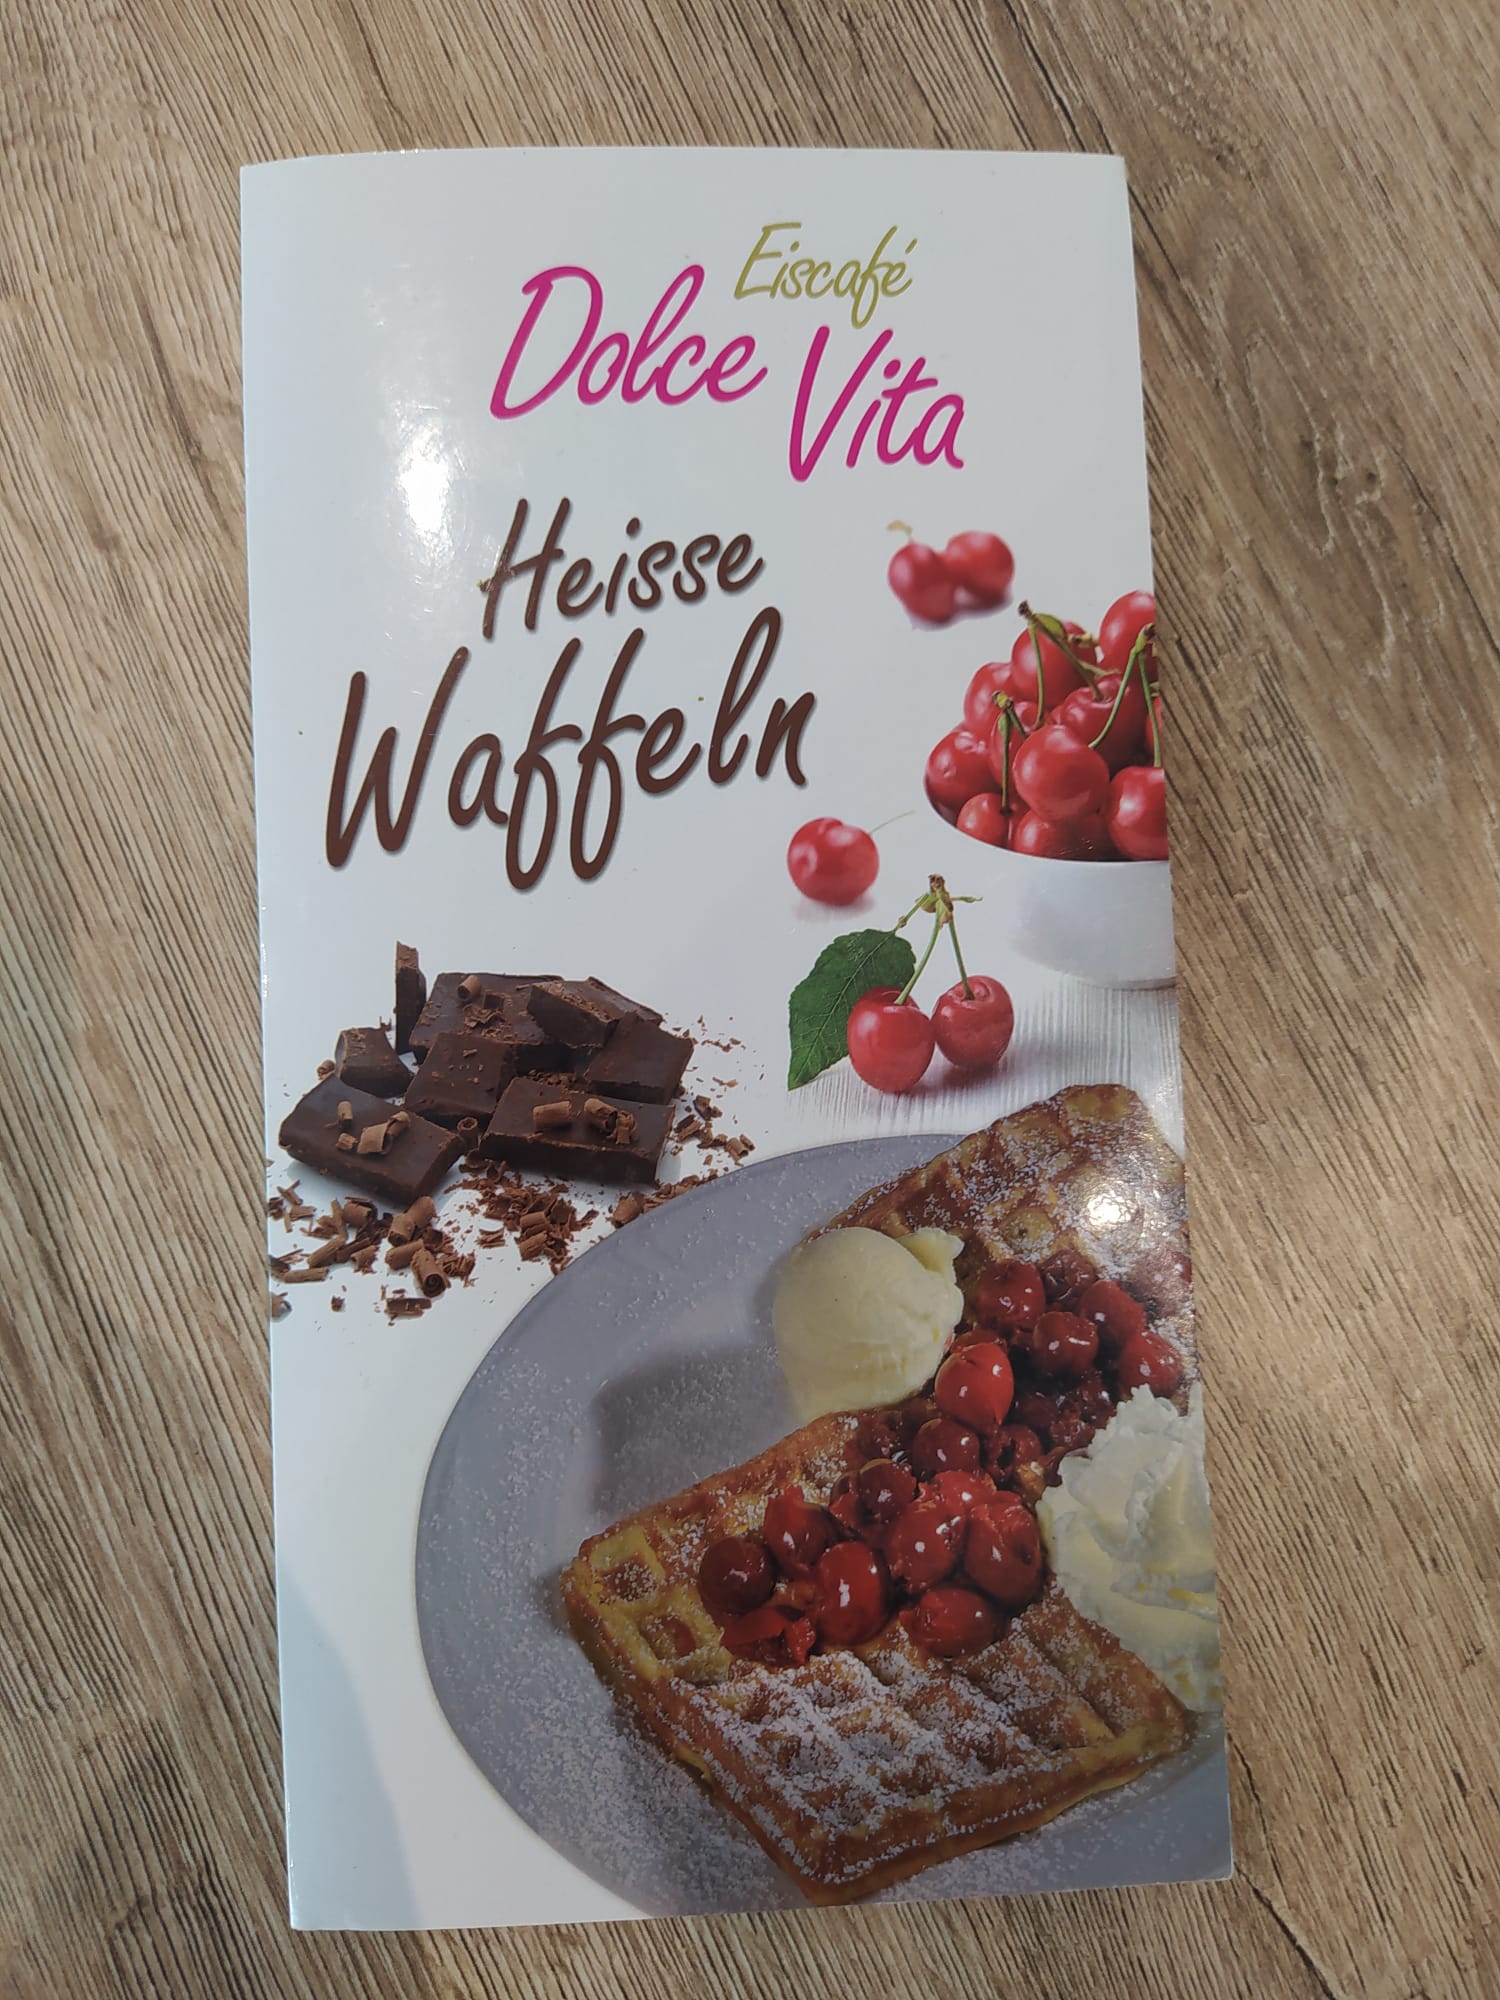 Eiscafé
Dolce Vita
Heisse
Waffeln